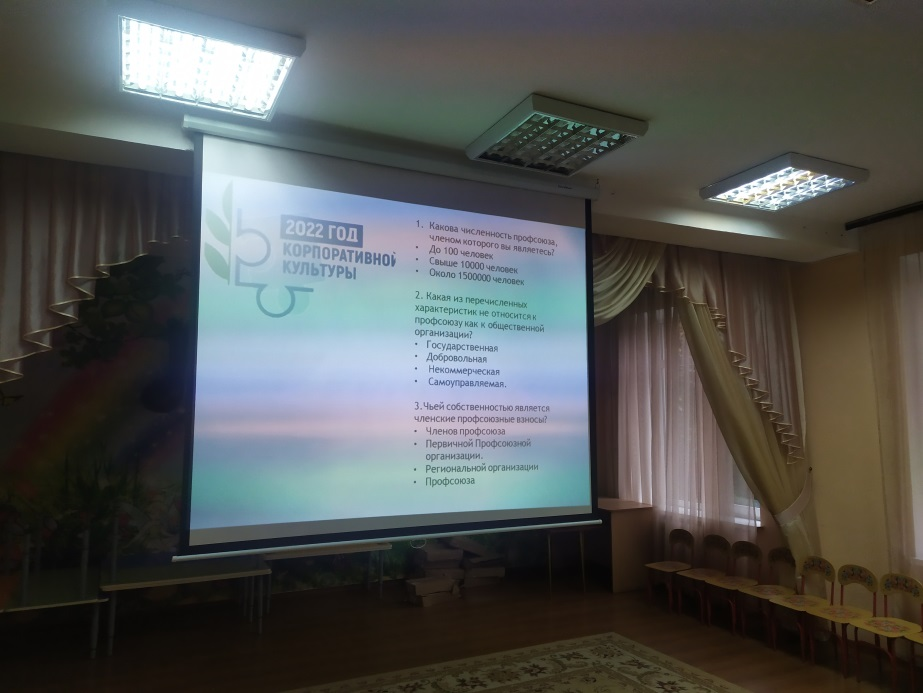 2022 ГОД
КОРПОРАТИВНОЙ
КУЛЬТУРЫ
1. Какова численность профсоюза,
членом которого вы являетесь?
• До 100 человек
• Свыше 10000 человек
• Около 1500000 человек
2. Какая из перечисленных
характеристик не относится к
профсоюзу как к общественной
организации?
• Государственная
• Добровольная
• Некоммерческая
• Самоуправляемая.
3.Чьей собственностью является
членские профсоюзные взносы?
• Членов профсоюза
• Первичной Профсоюзной
организации.
• Региональной организации
• Профсоюза